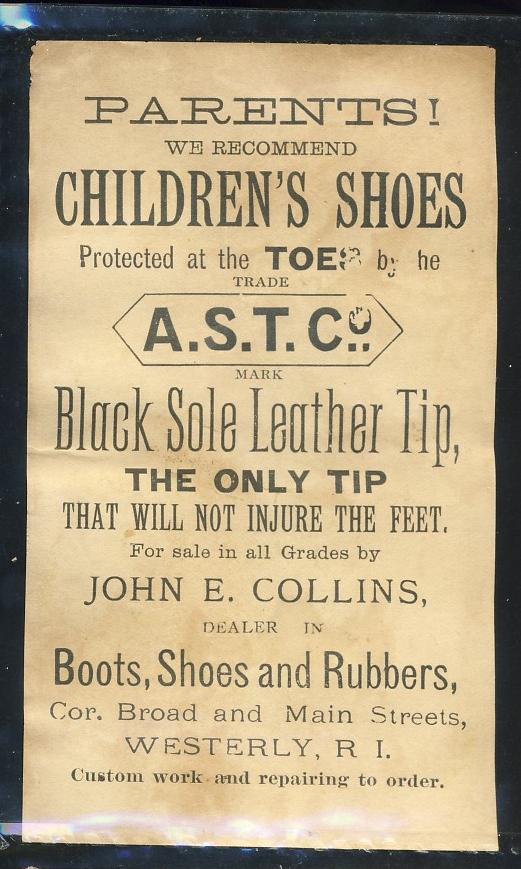 PARENTS!
WE RECOMMEND
CHILDREN'S SHOES
Protected at the TOES by he
TRADE
A.S.T.Co.
MARK
Black Sole Leather Tip,
THE ONLY TIP
THAT WILL NOT INJURE THE FEET.
For sale in all Grades by
JOHN E. COLLINS,
DEALER IN
Boots, Shoes and Rubbers,
Cor. Broad and Main Streets,
WESTERLY, R I.
Custom work and repairing to order.